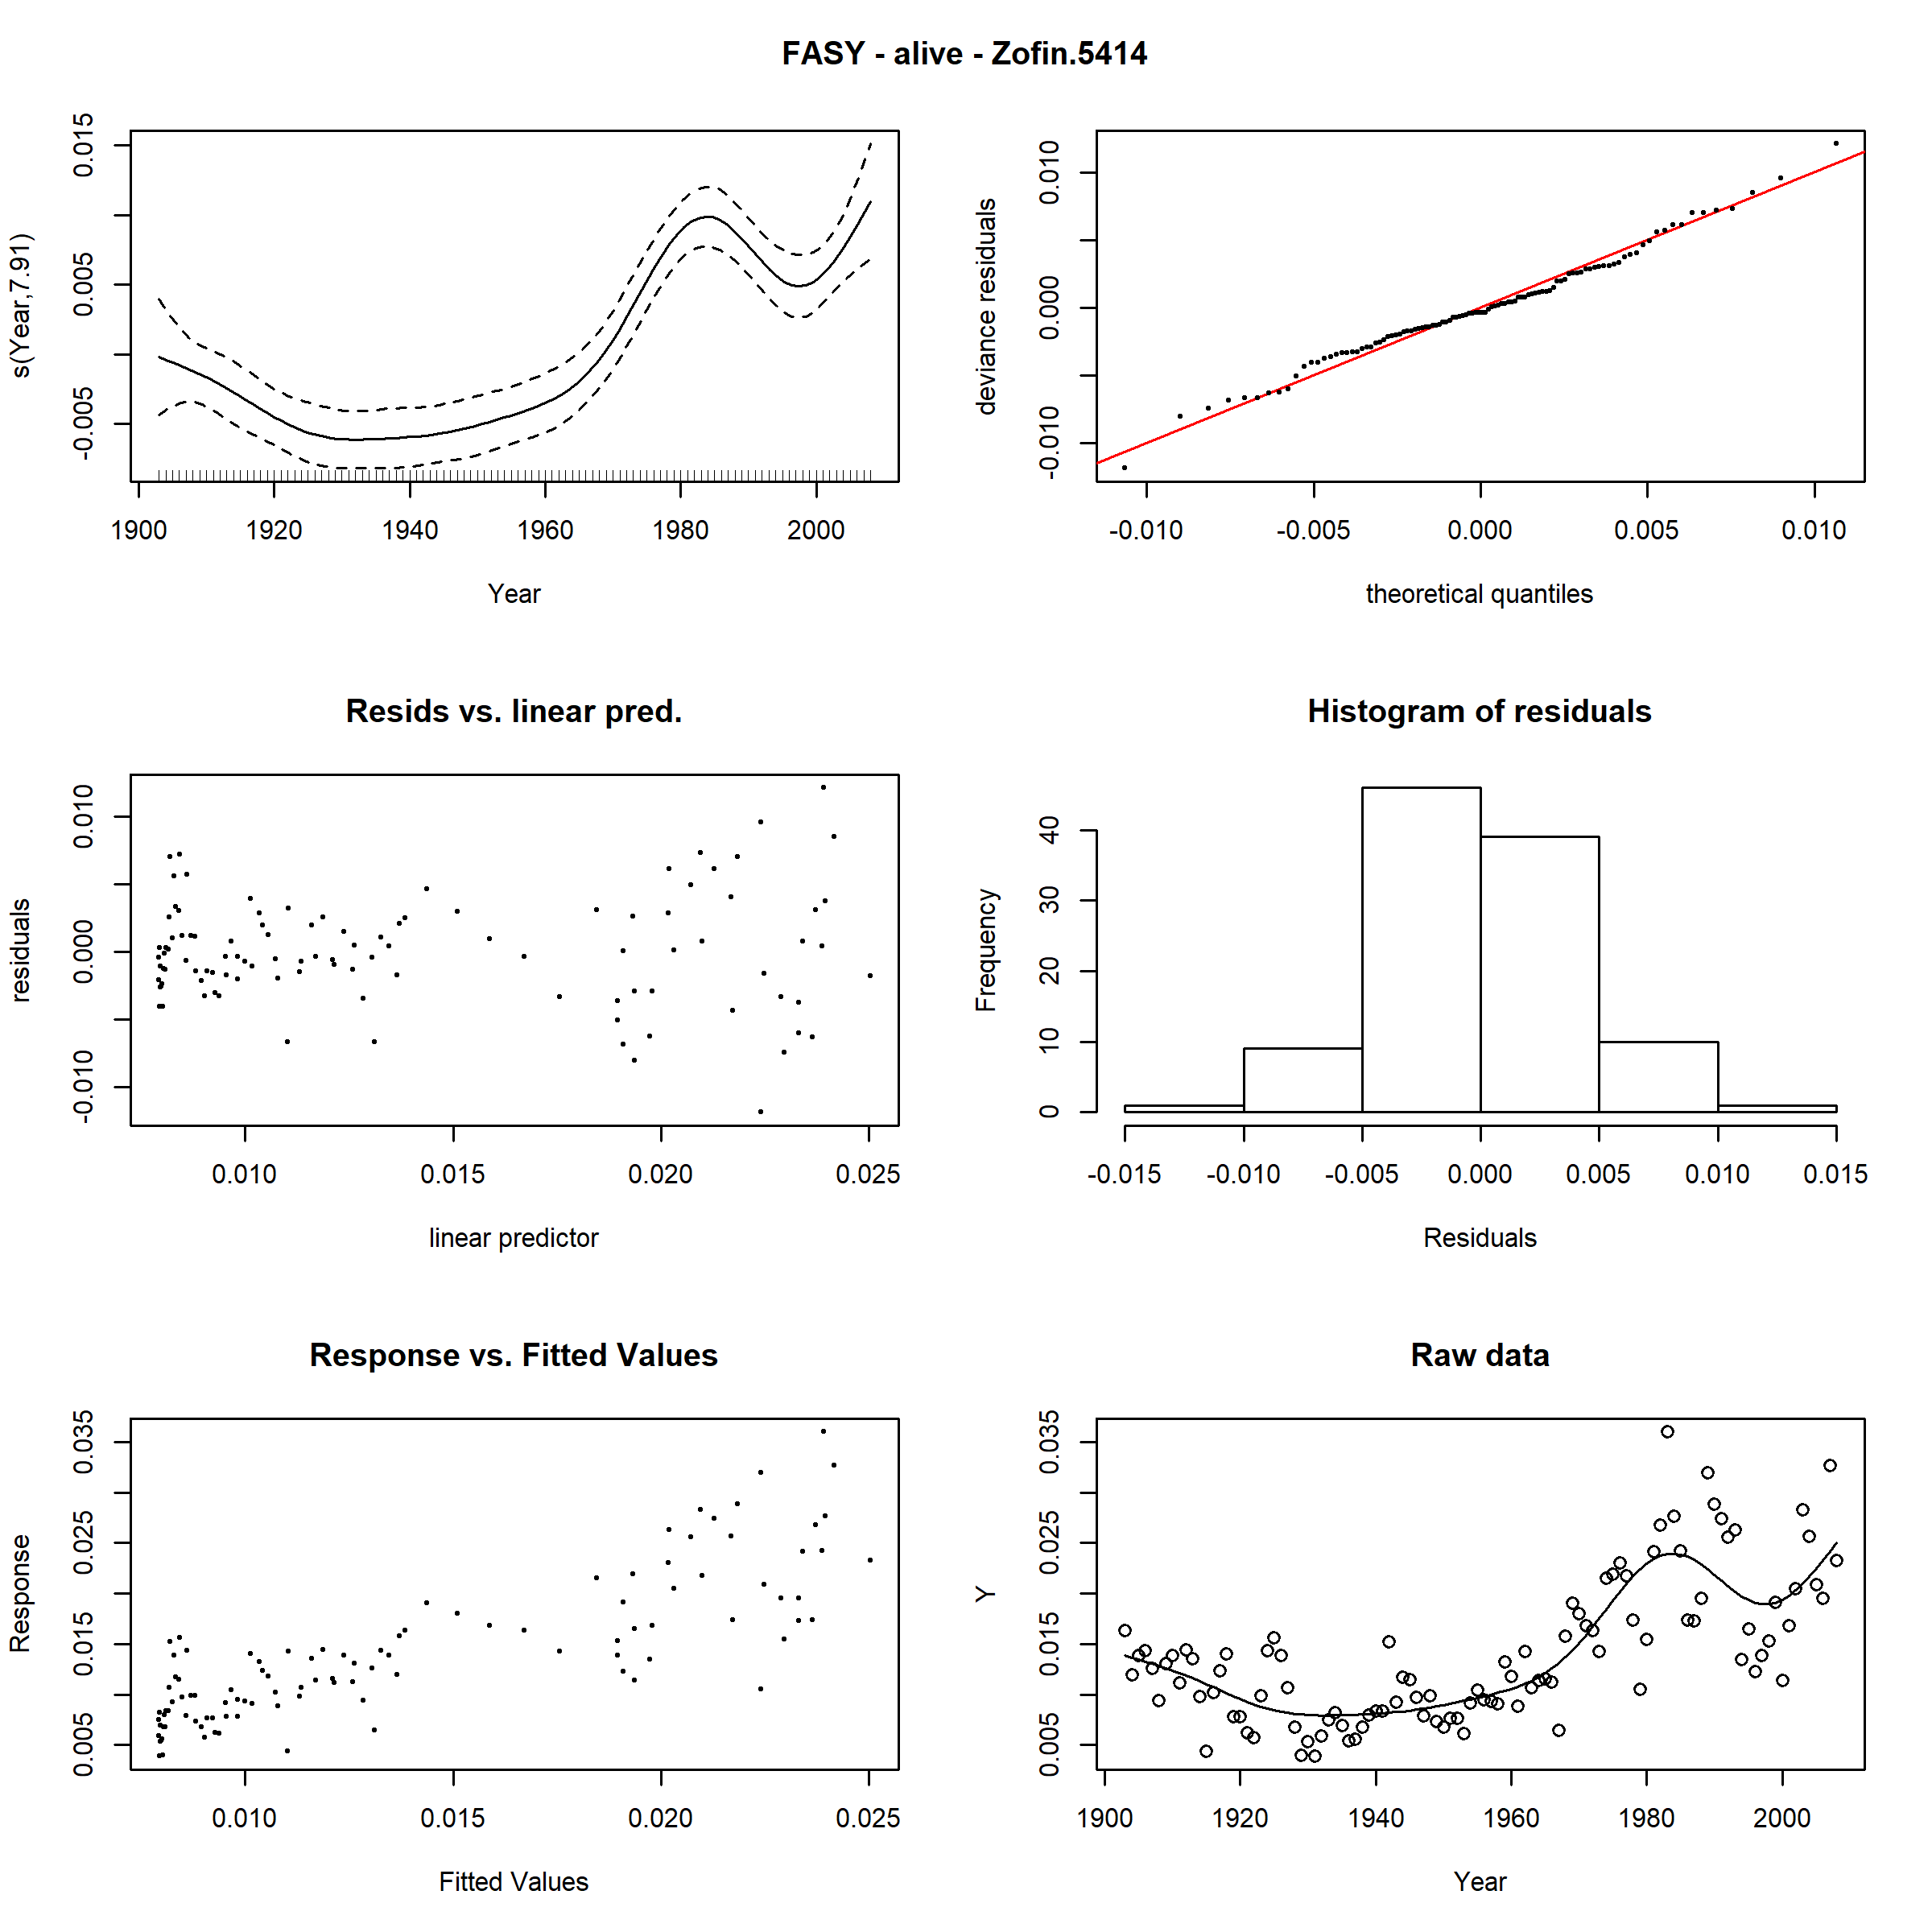 FASY - alive - Zofin.5414
s(Year,7.91)
-0.005 0.005 0.015
1900 1920 1940 1960 1980 2000
Year
deviance residuals
-0.010 0.000 0.010
-0.010 -0.005 0.000 0.005 0.010
theoretical quantiles
Resids vs. linear pred.
residuals
-0.010 0.000 0.010
0.010 0.015 0.020 0.025
linear predictor
Histogram of residuals
Frequency
0 10 20 30 40
-0.015 -0.010 -0.005 0.000 0.005 0.010 0.015
Residuals
Response vs. Fitted Values
Response
0.005 0.015 0.025 0.035
0.010 0.015 0.020 0.025
Fitted Values
Raw data
Y
0.005 0.015 0.025 0.035
1900 1920 1940 1960 1980 2000
Year